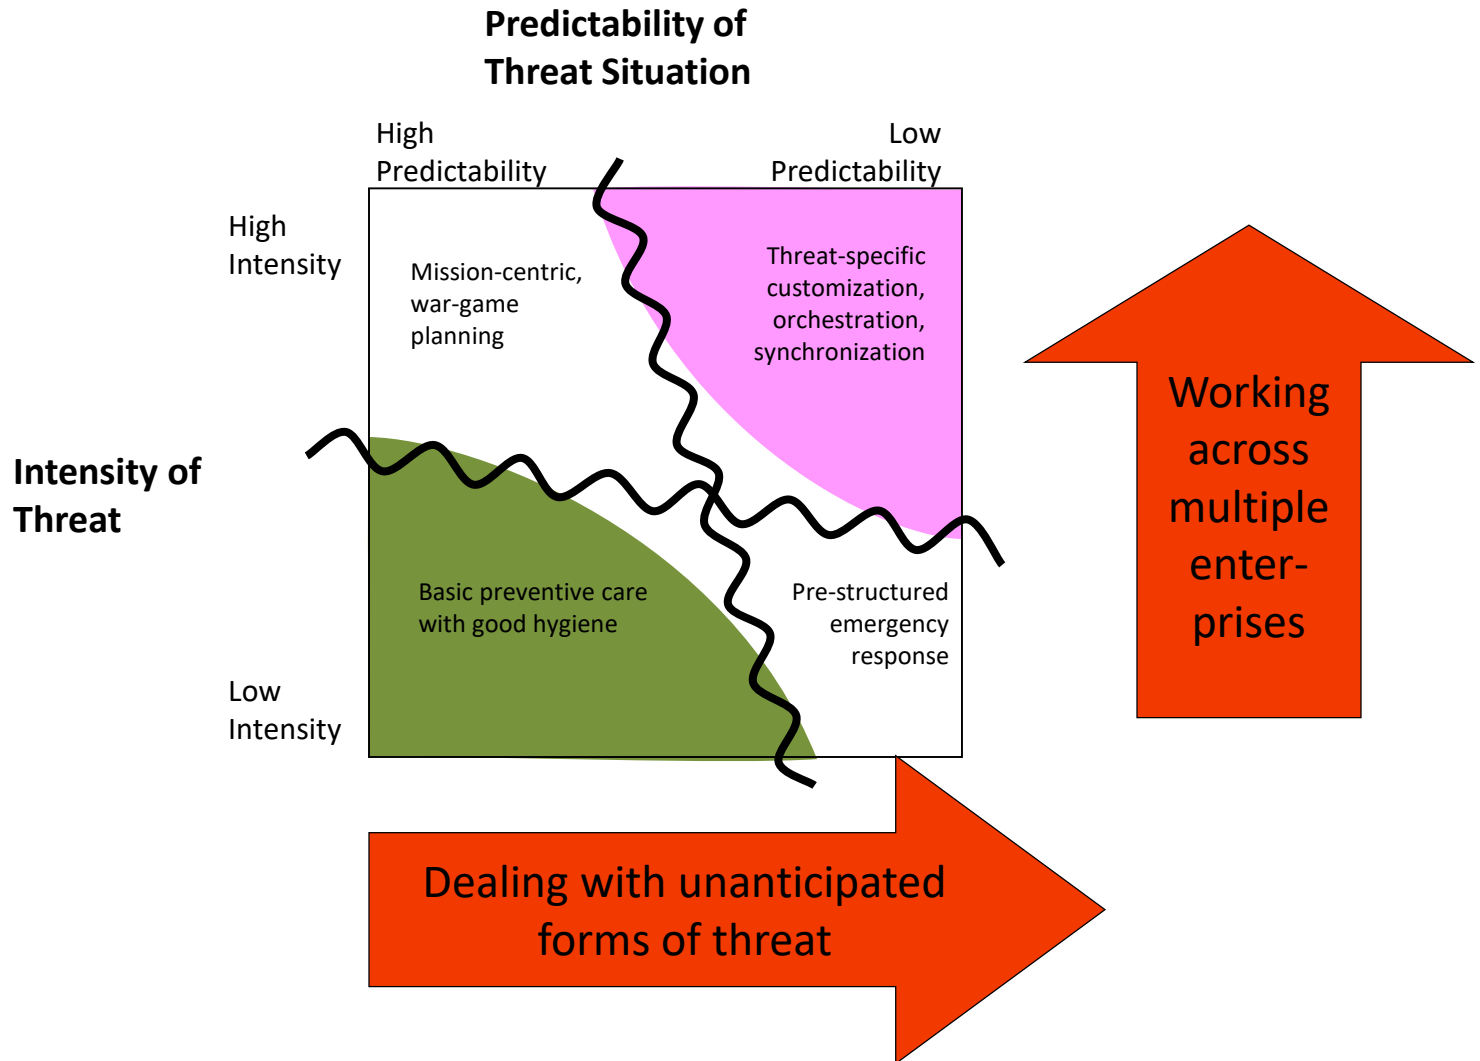 Predictability of
Threat Situation
High
Predictability
Low
Predictability
High
Intensity
Mission-centric,
war-game
planning
Threat-specific
customization,
orchestration,
synchronization
Working
across
multiple
enter-
prises
Intensity of
Threat
Basic preventive care
with good hygiene
Pre-structured
emergency
response
Low
Intensity
Dealing with unanticipated
forms of threat